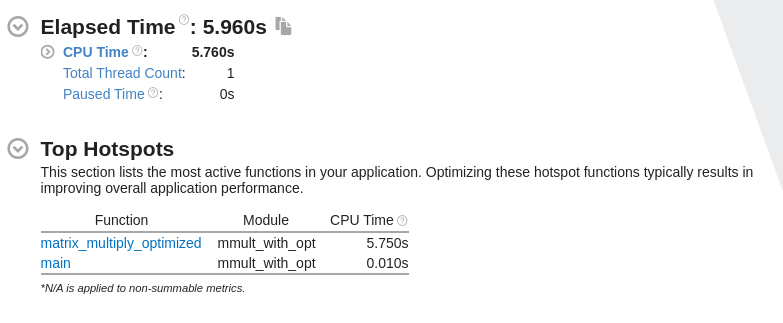 Elapsed Time ?: 5.960s
CPU Time ?: 5.760s
Total Thread Count: 1
Paused Time ?: 0s
Top Hotspots
This section lists the most active functions in your application. Optimizing these hotspot functions typically results in
improving overall application performance.
Function Module CPU Time ?
matrix_multiply_optimized mmult_with_opt 5.750s
main mmult_with_opt 0.010s
*N/A is applied to non-summable metrics.